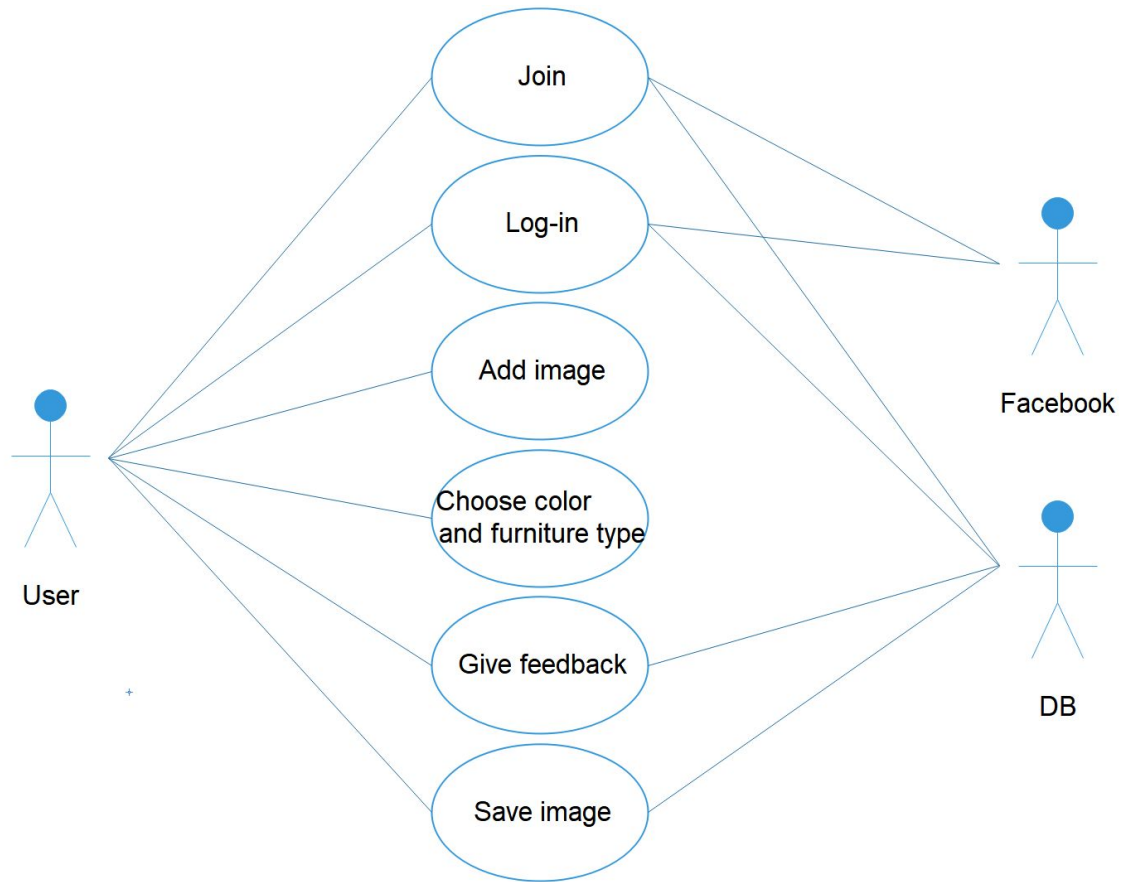 Join
Log-in
Add image
Choose color
and furniture type
Give feedback
Save image
User
Facebook
DB